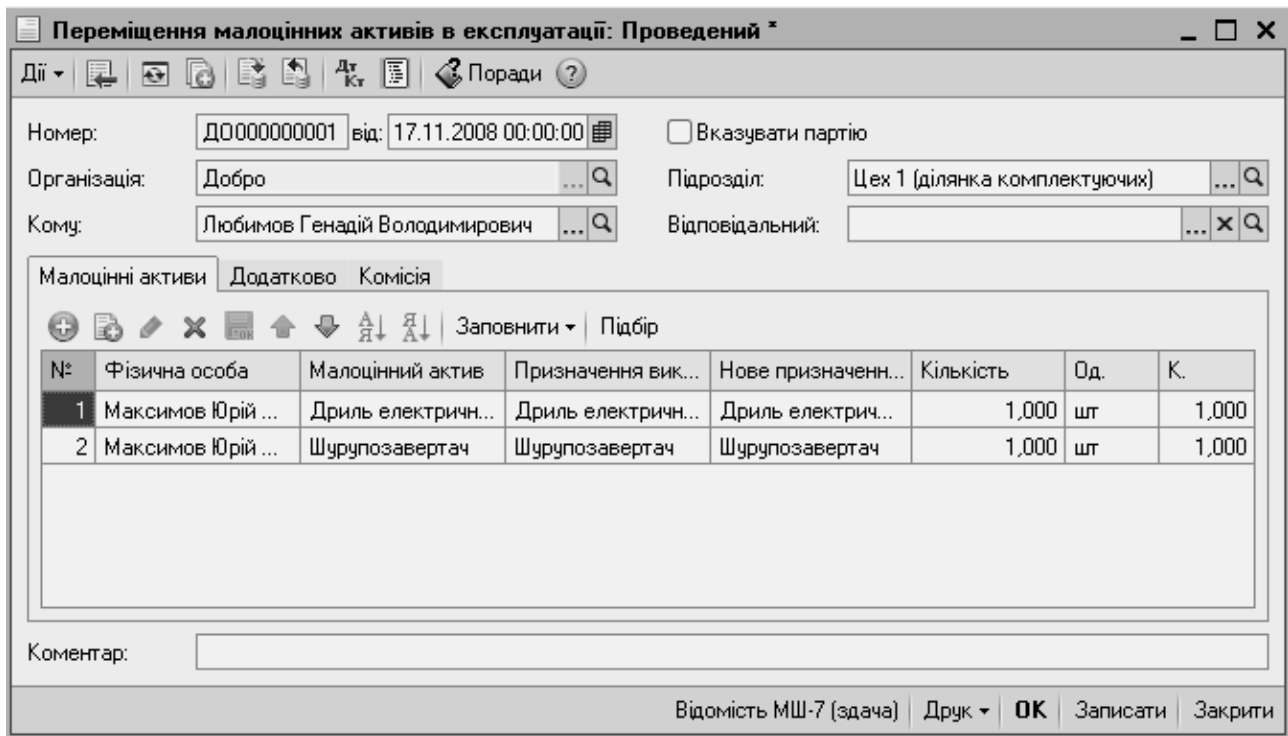 Переміщення малоцінних активів в експлуатації: Проведений *
Дії Дт Кт Поради ?
Номер: ДО000000001 від: 17.11.2008 00:00:00 Вказувати партію
Організація: Добро ... Підрозділ: Цех 1 (ділянка комплектуючих) ...
Кому: Любимов Генадій Володимирович ... Відповідальний: ...
Малоцінні активи Додатково Комісія
Заповнити Підбір
№ Фізична особа Малоцінний актив Призначення вик... Нове призначенн... Кількість Од. К.
1 Максимов Юрій ... Дриль електричн... Дриль електричн... Дриль електрич... 1,000 шт 1,000
2 Максимов Юрій ... Шурупозавертач Шурупозавертач Шурупозавертач 1,000 шт 1,000
Коментар:
Відомість МШ-7 (здача) Друк OK Записати Закрити